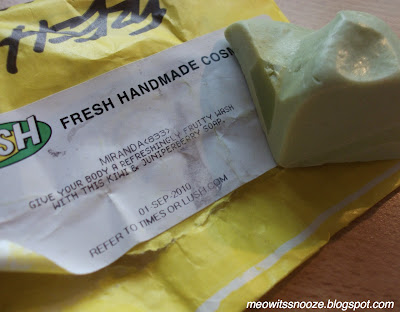 Happy
SH
FRESH HANDMADE COSM
MIRANDA(633)
GIVE YOUR BODY A REFRESHINGLY FRUITY WASH
WITH THIS KIWI & JUNIPERBERRY SOAP.
01 SEP.2010
REFER TO TIMES OR LUSH.COM
meowitssnooze.blogspot.com